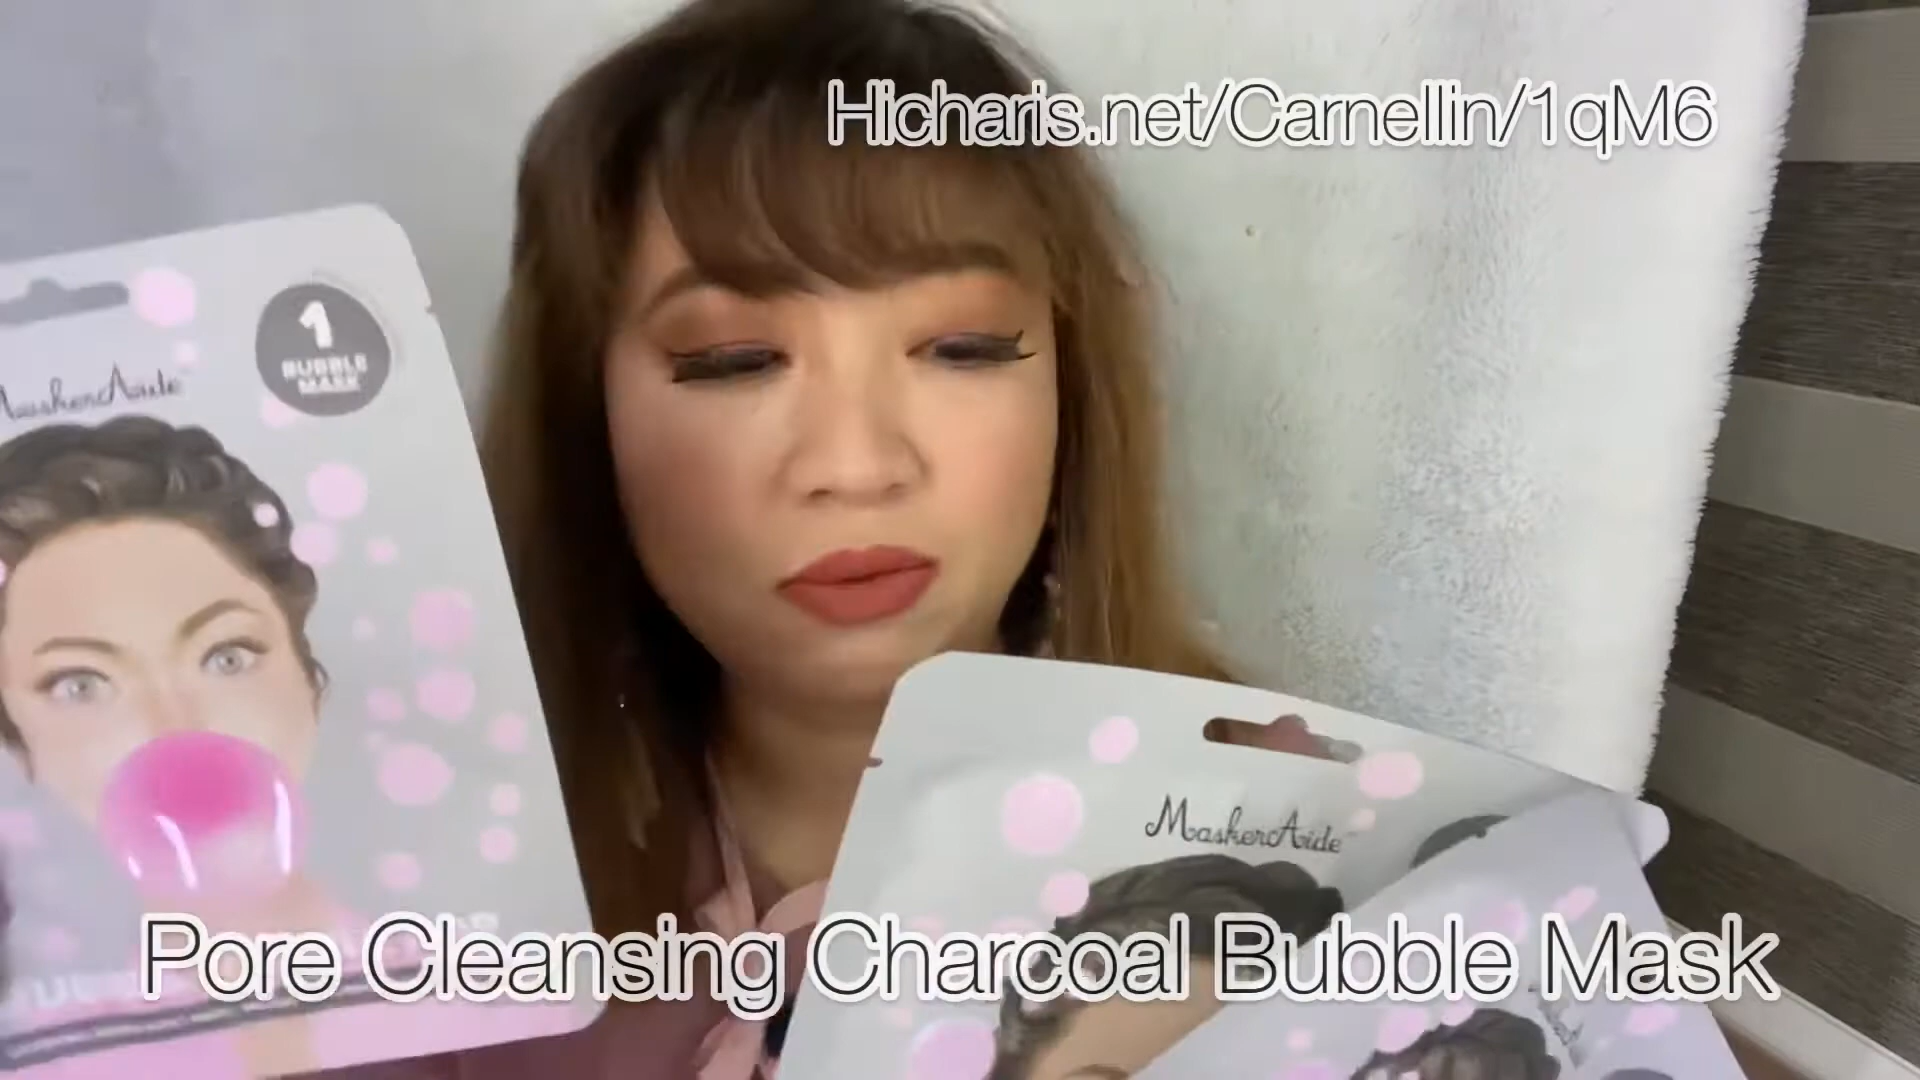 Hicharis.net/Carnellin/1qM6
1
BUBBLE
MASK
MaskerAide
MaskerAide
Pore Cleansing Charcoal Bubble Mask